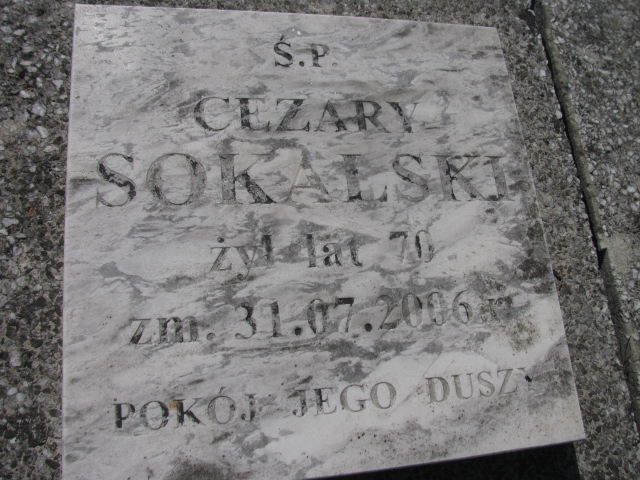 Ś.P.
CEZARY
SOKALSKI
żył lat 70
zm. 31.07.2006 r.
POKÓJ JEGO DUSZY